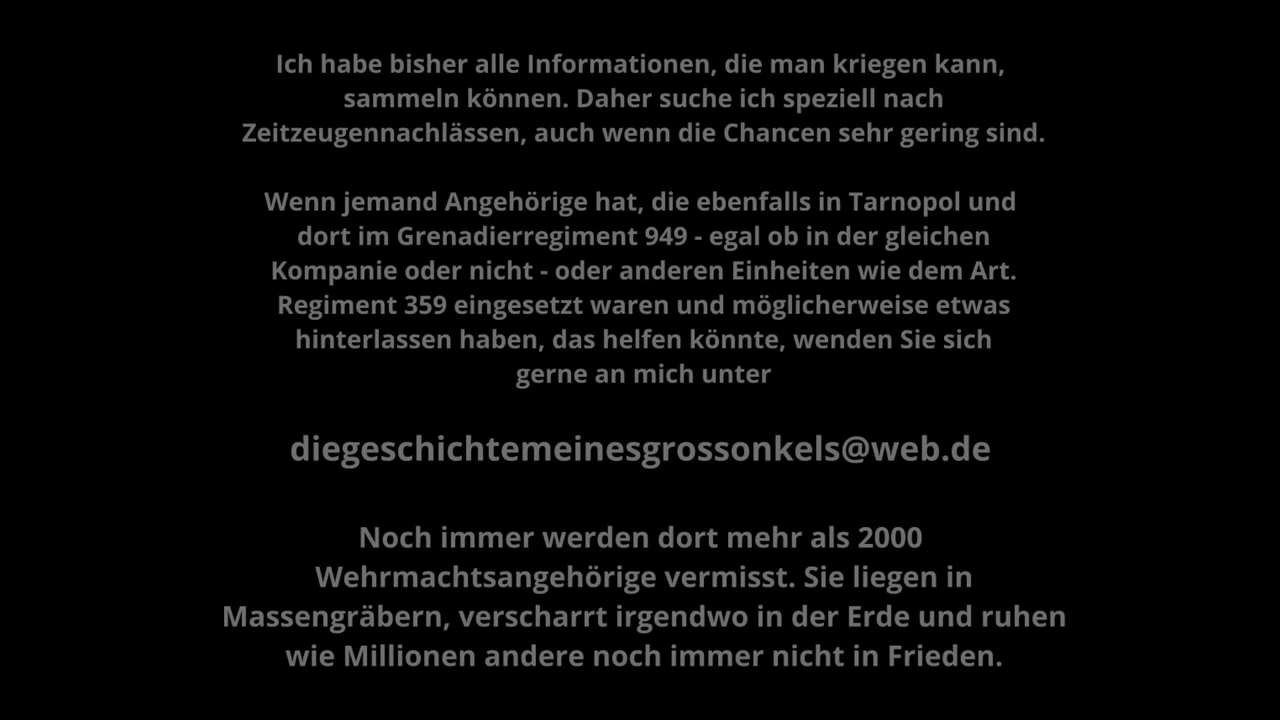 Ich habe bisher alle Informationen, die man kriegen kann,
sammeln können. Daher suche ich speziell nach
Zeitzeugennachlässen, auch wenn die Chancen sehr gering sind.
Wenn jemand Angehörige hat, die ebenfalls in Tarnopol und
dort im Grenadierregiment 949 - egal ob in der gleichen
Kompanie oder nicht - oder anderen Einheiten wie dem Art.
Regiment 359 eingesetzt waren und möglicherweise etwas
hinterlassen haben, das helfen könnte, wenden Sie sich
gerne an mich unter
diegeschichtemeinesgrossonkels@web.de
Noch immer werden dort mehr als 2000
Wehrmachtsangehörige vermisst. Sie liegen in
Massengräbern, verscharrt irgendwo in der Erde und ruhen
wie Millionen andere noch immer nicht in Frieden.